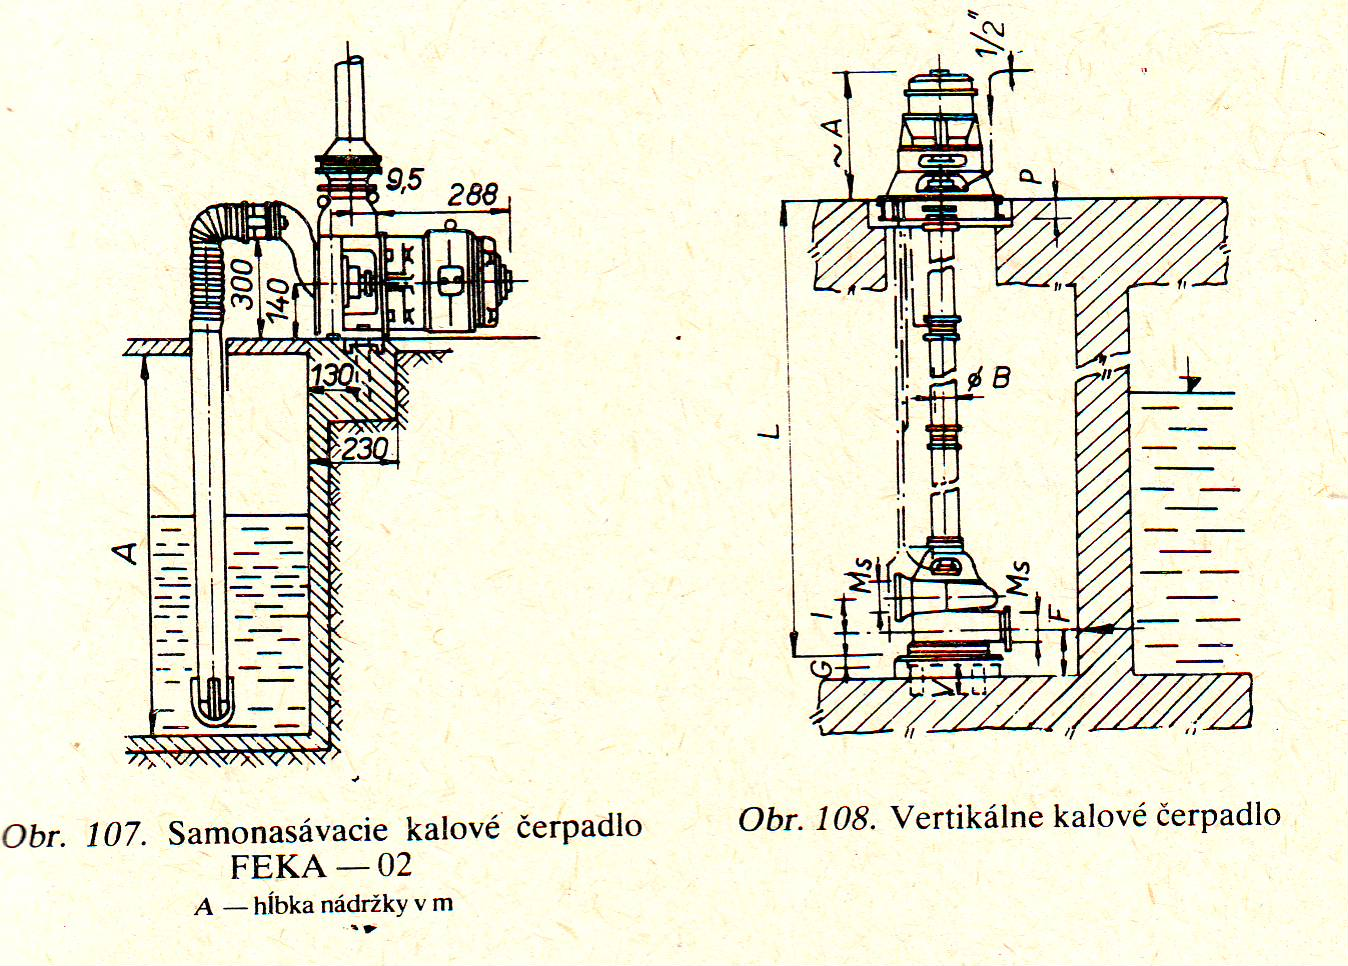 9,5
288
300
140
130
230
A
1/2"
~A
P
ø B
L
Ms
Ms
I
F
G
V
Obr. 107. Samonasávacie kalové čerpadlo
FEKA — 02
A — hĺbka nádržky v m
Obr. 108. Vertikálne kalové čerpadlo